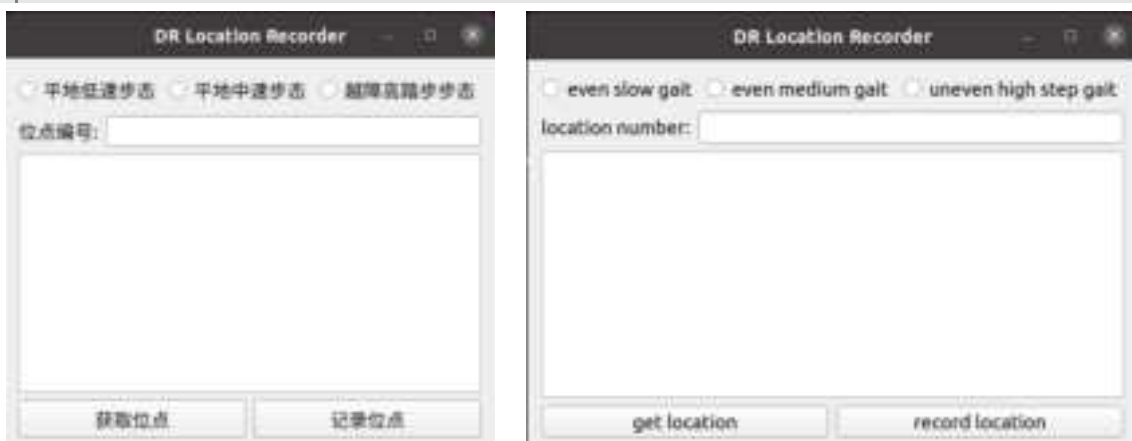 DR Location Recorder
平地低速步态 平地中速步态 越障高踏步步态
位点编号:
获取位点 记录位点
DR Location Recorder
even slow gait even medium gait uneven high step gait
location number:
get location record location